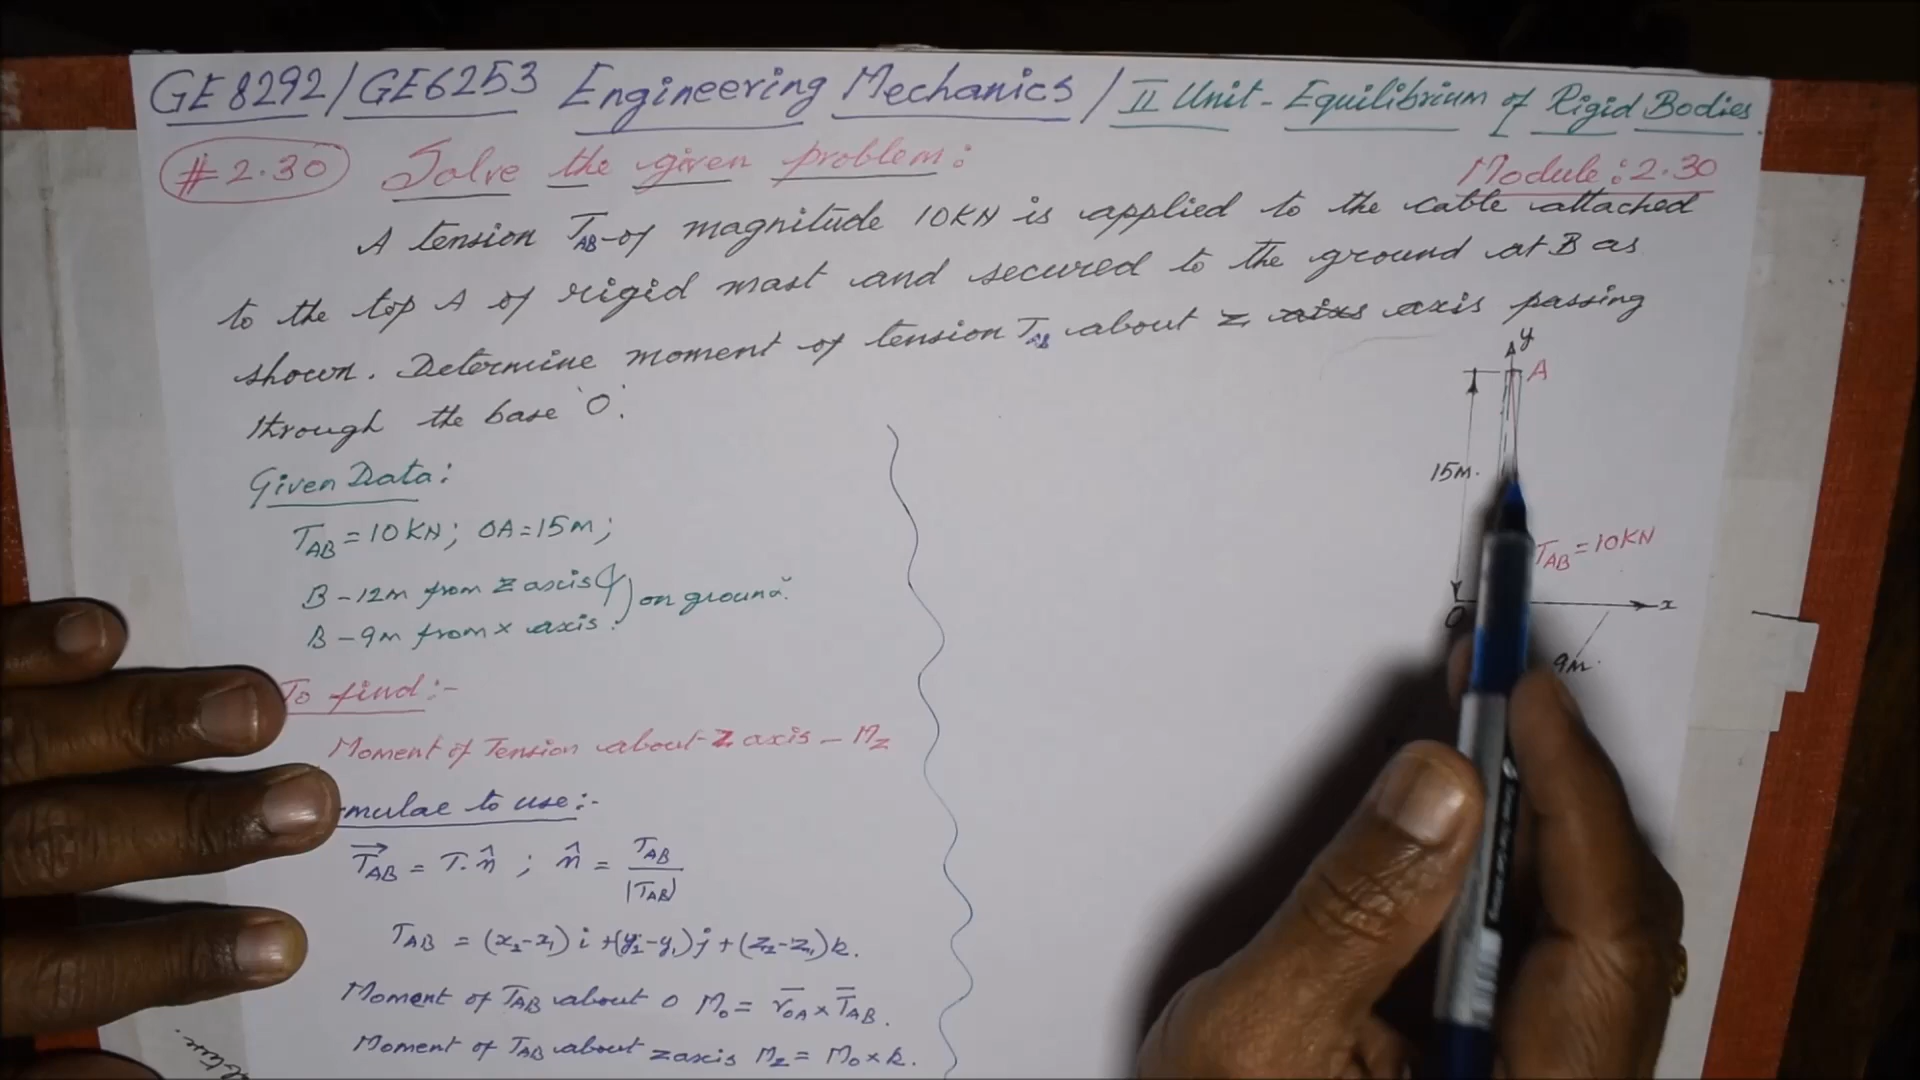 GE8292/GE6253 Engineering Mechanics / II Unit - Equilibrium of Rigid Bodies
#2.30 Solve the given problem: Module: 2.30
A tension TAB of magnitude 10KN is applied to the cable attached
to the top A of rigid mast and secured to the ground at B as
shown. Determine moment of tension TAB about z axis passing
through the base 'O'.
Given Data:
TAB = 10KN; OA = 15m;
B - 12m from z axis &
B - 9m from x axis.
on ground.
To find:-
Moment of Tension about z axis - Mz
mulae to use:-
TAB = T.n̂ ; n̂ = TAB / |TAB|
TAB = (x2-x1)i + (y2-y1)j + (z2-z1)k.
Moment of TAB about O Mo = rOA × TAB.
Moment of TAB about z axis Mz = Mo × k.
y
A
15m.
TAB = 10KN
O
x
9m.